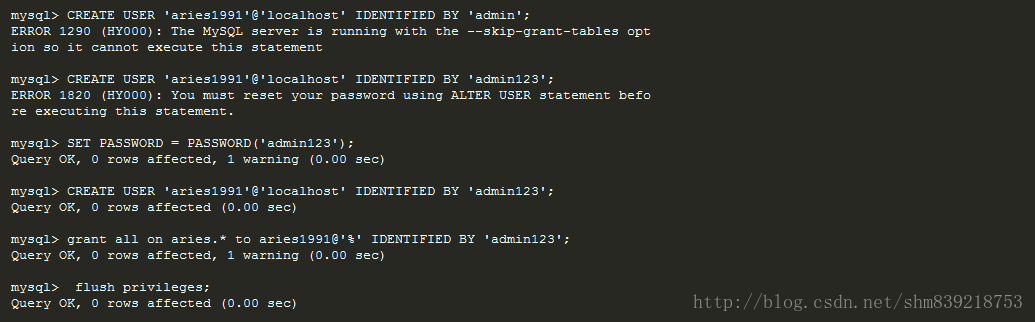 mysql> CREATE USER 'aries1991'@'localhost' IDENTIFIED BY 'admin';
ERROR 1290 (HY000): The MySQL server is running with the --skip-grant-tables opt
ion so it cannot execute this statement
mysql> CREATE USER 'aries1991'@'localhost' IDENTIFIED BY 'admin123';
ERROR 1820 (HY000): You must reset your password using ALTER USER statement befo
re executing this statement.
mysql> SET PASSWORD = PASSWORD('admin123');
Query OK, 0 rows affected, 1 warning (0.00 sec)
mysql> CREATE USER 'aries1991'@'localhost' IDENTIFIED BY 'admin123';
Query OK, 0 rows affected (0.00 sec)
mysql> grant all on aries.* to aries1991@'%' IDENTIFIED BY 'admin123';
Query OK, 0 rows affected, 1 warning (0.00 sec)
mysql>  flush privileges;
Query OK, 0 rows affected (0.00 sec)
http://blog.csdn.net/shm839218753